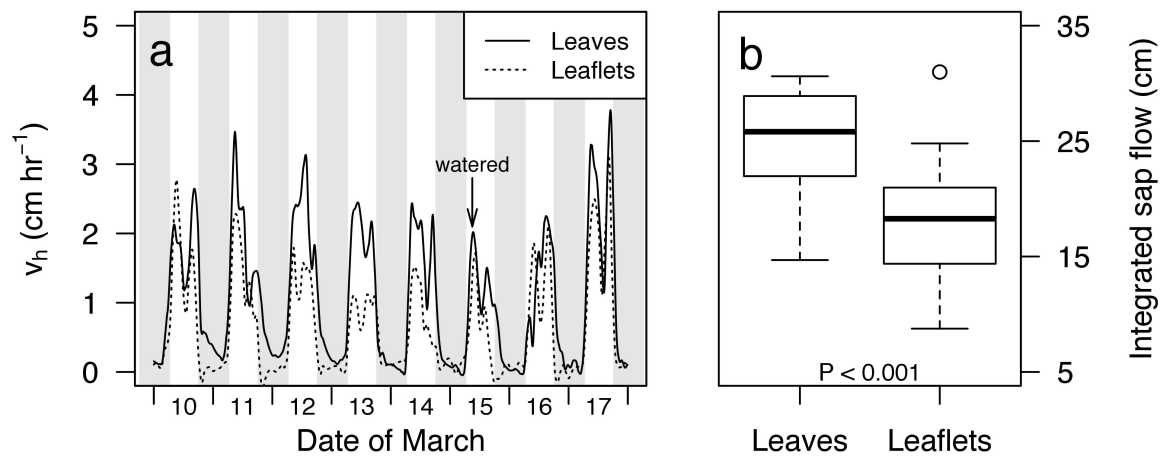 a
Leaves
Leaflets
watered
5
4
3
2
1
0
v_h (cm hr⁻¹)
10 11 12 13 14 15 16 17
Date of March
b
P < 0.001
35
25
15
5
Integrated sap flow (cm)
Leaves Leaflets